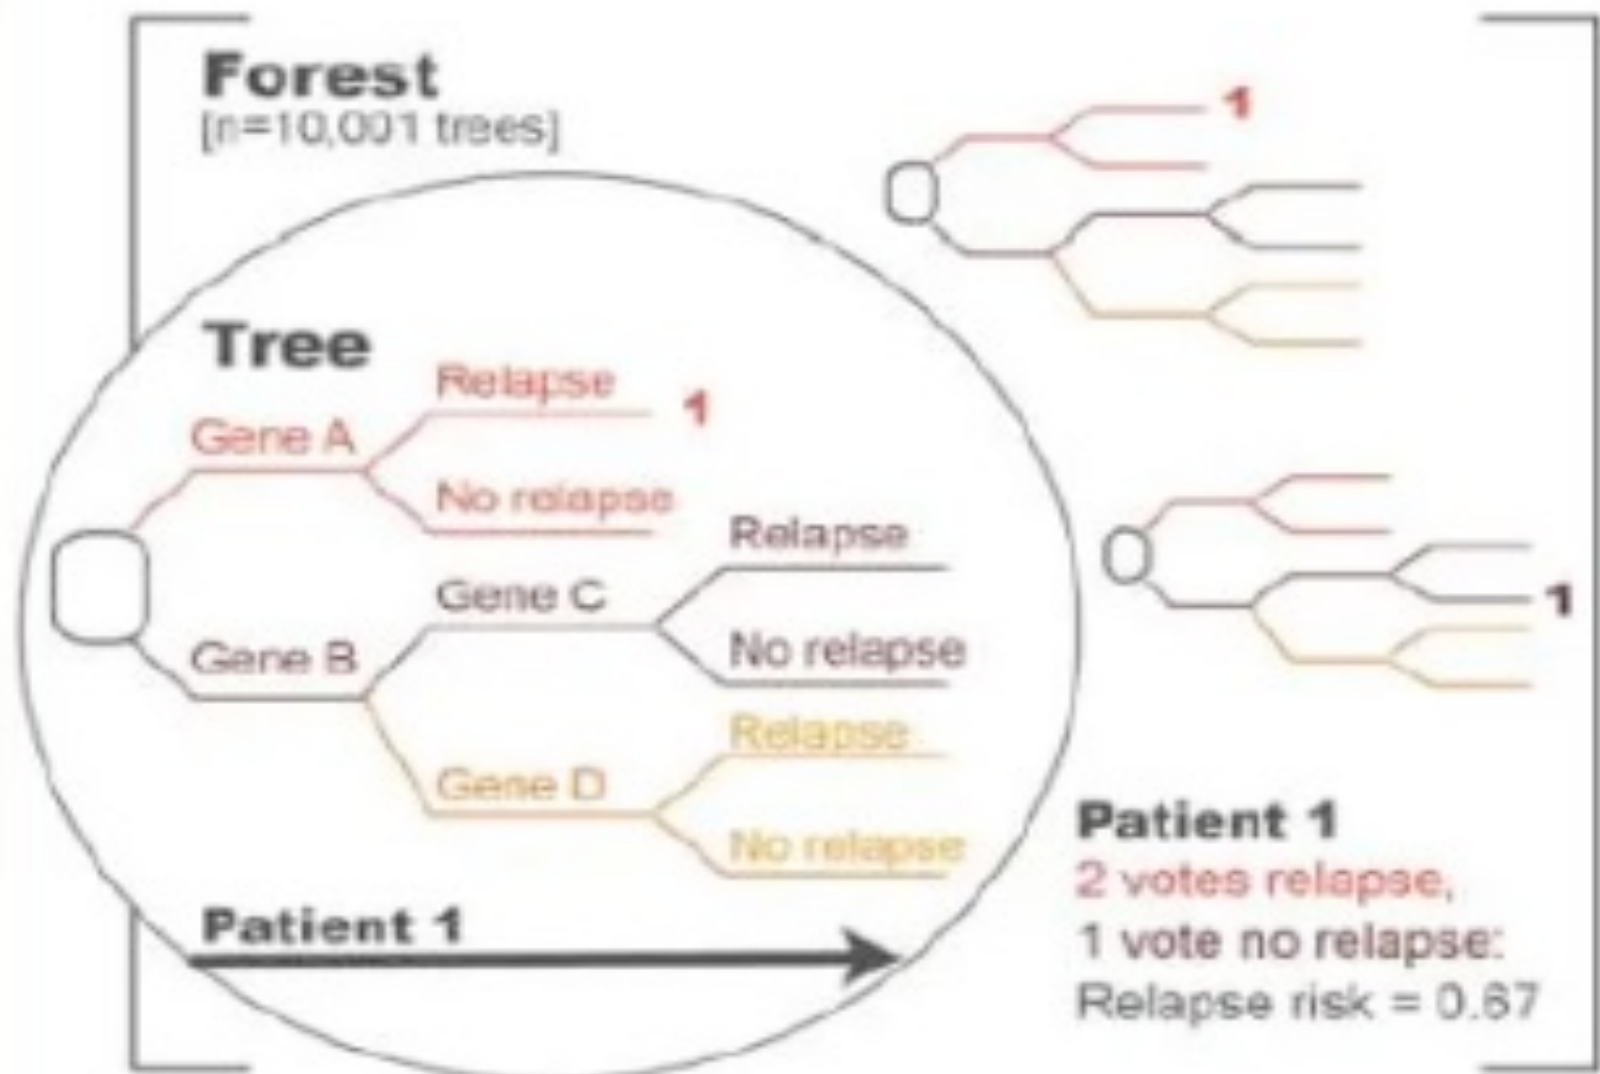 Forest
[n=10,001 trees]
1
Tree
Relapse
1
Gene A
No relapse
Relapse
Gene C
1
Gene B
No relapse
Relapse
Gene D
No relapse
Patient 1
2 votes relapse,
1 vote no relapse:
Relapse risk = 0.67
Patient 1